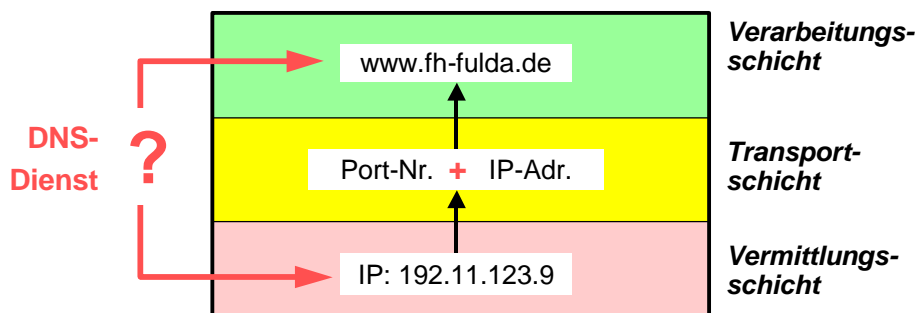 Verarbeitungs-
schicht
www.fh-fulda.de
DNS-
Dienst
?
Port-Nr. + IP-Adr.
Transport-
schicht
IP: 192.11.123.9
Vermittlungs-
schicht